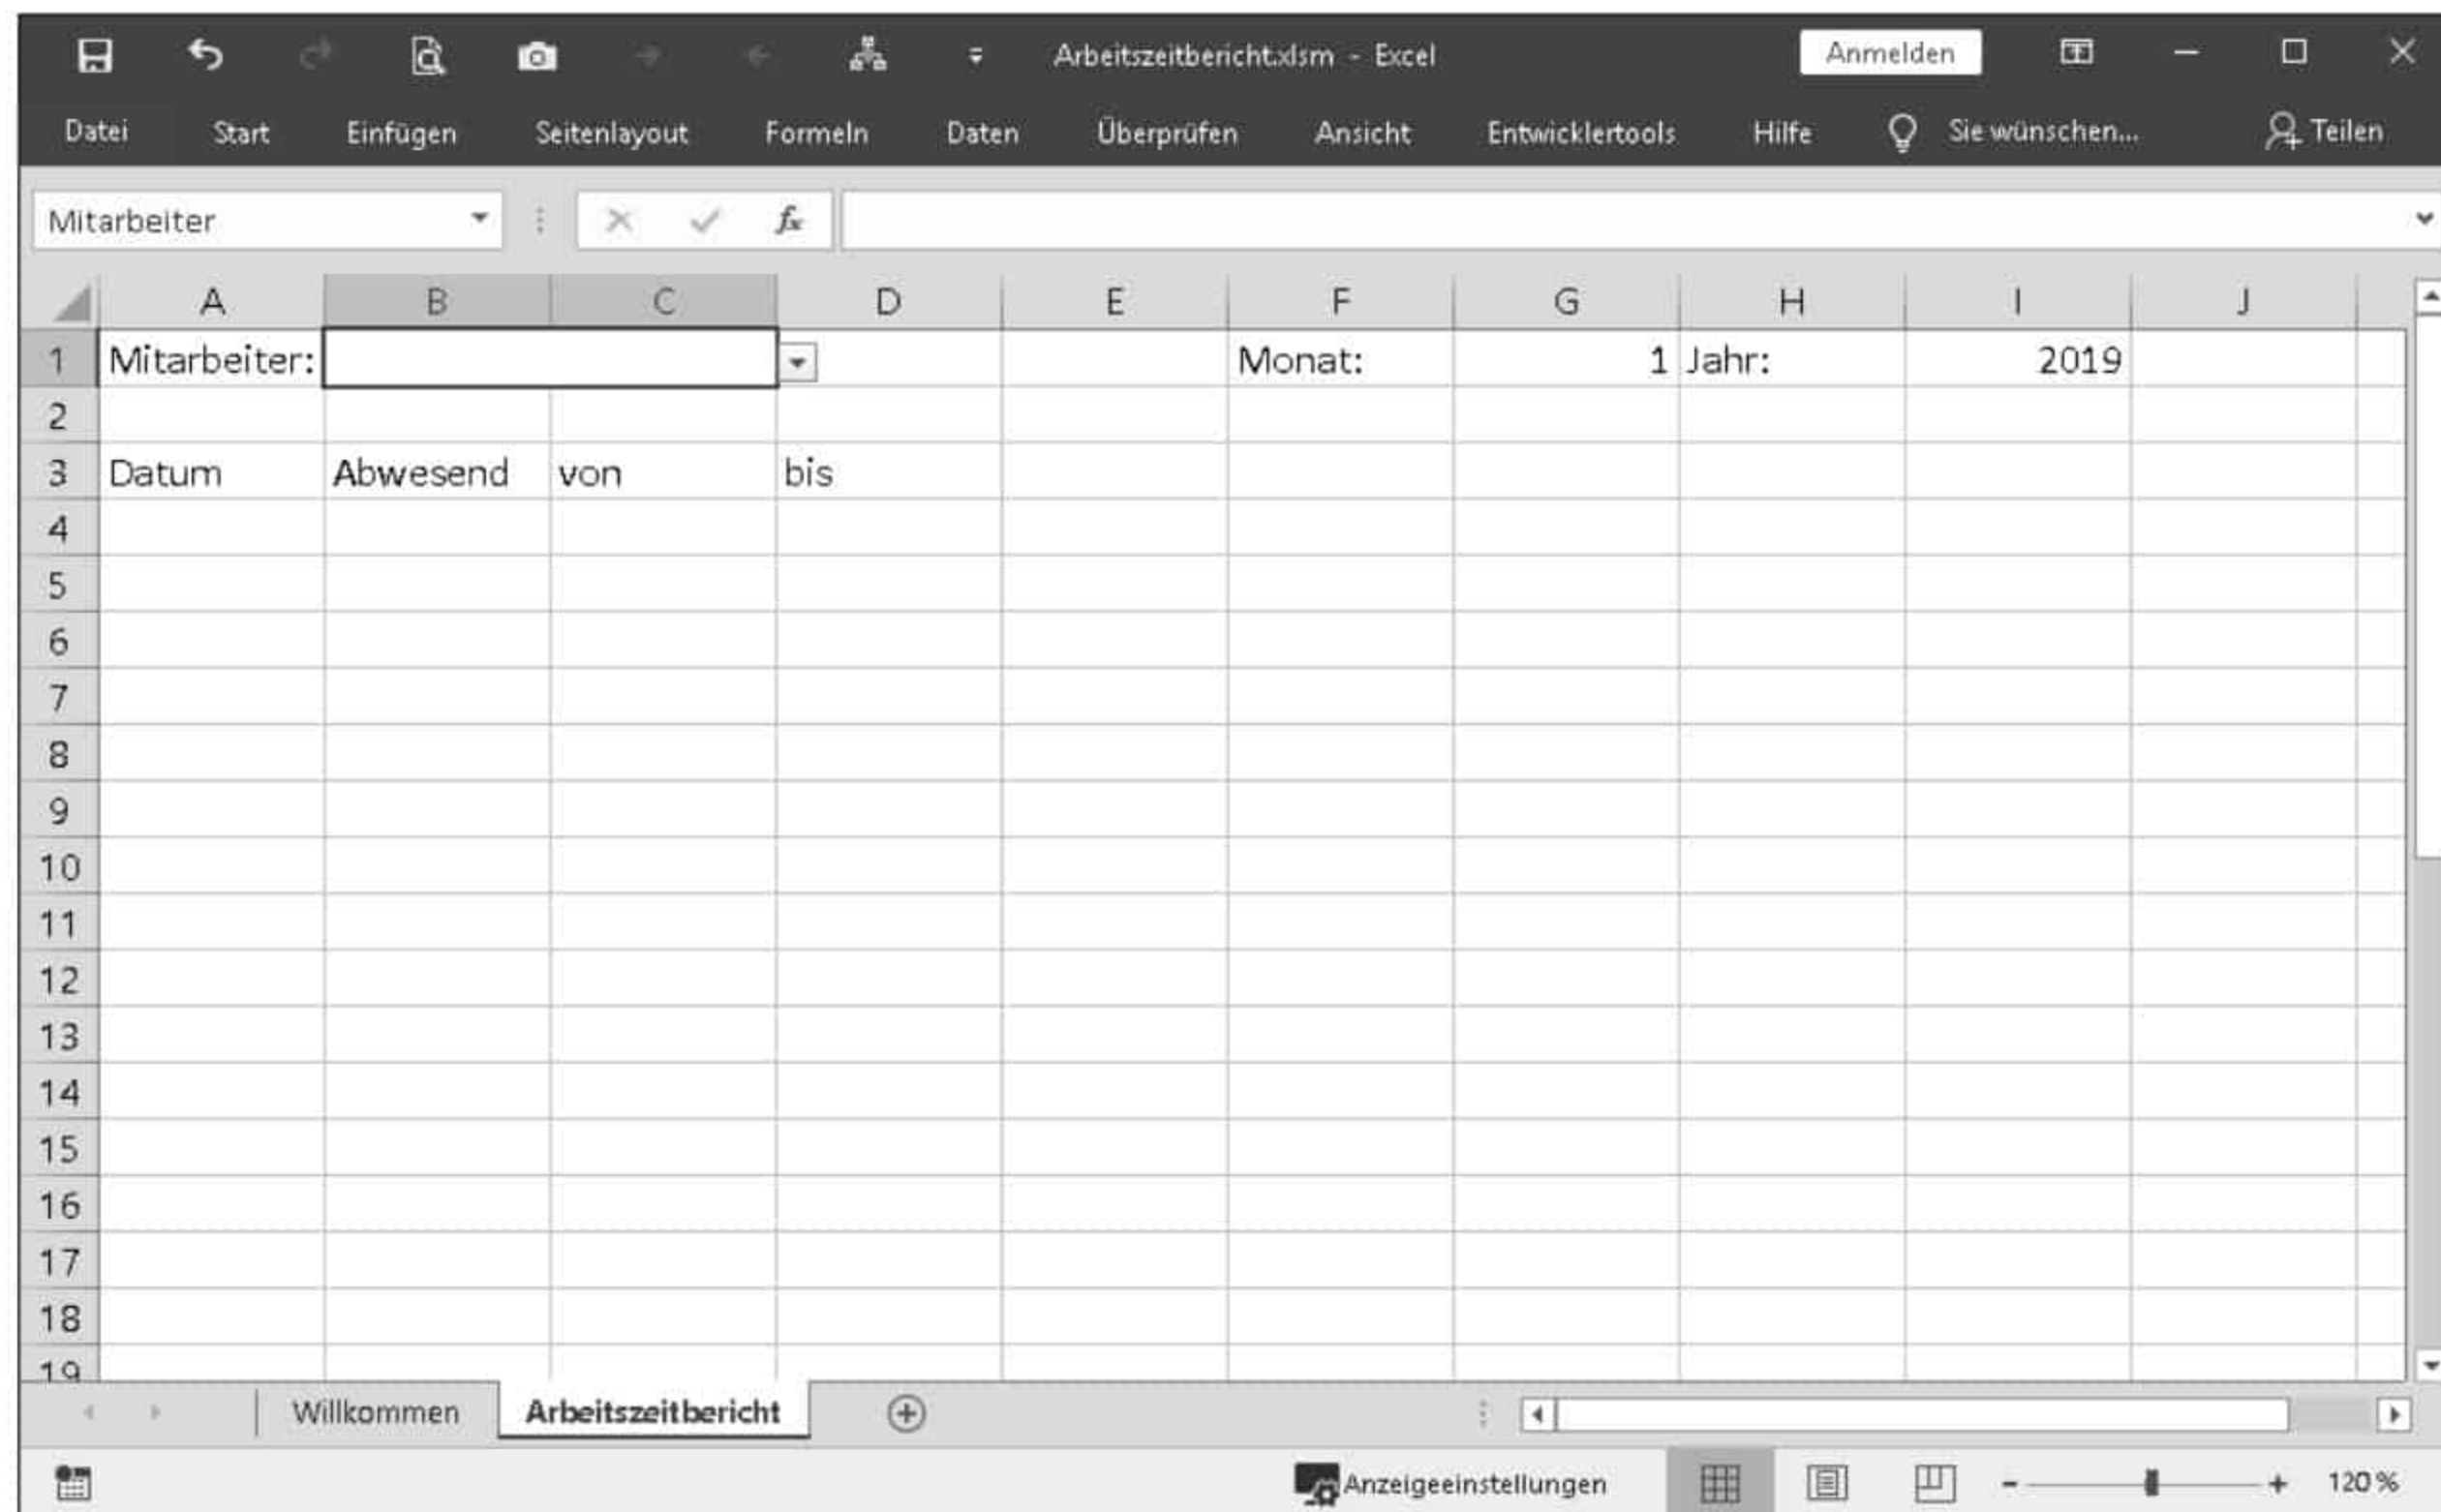 Arbeitszeitbericht.xlsm - Excel Anmelden
Datei Start Einfügen Seitenlayout Formeln Daten Überprüfen Ansicht Entwicklertools Hilfe Sie wünschen... Teilen
Mitarbeiter fx
A B C D E F G H I J
1 Mitarbeiter: Monat: 1 Jahr: 2019
2
3 Datum Abwesend von bis
4
5
6
7
8
9
10
11
12
13
14
15
16
17
18
19
Willkommen Arbeitszeitbericht
Anzeigeeinstellungen - + 120 %